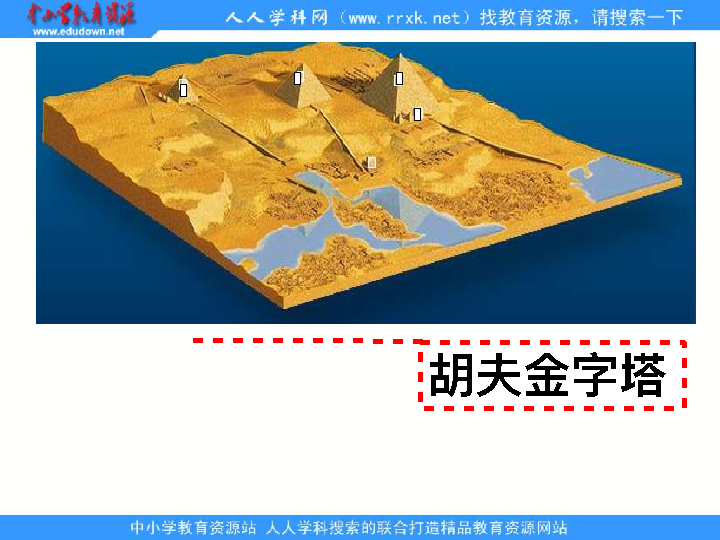 中小学教育资源
www.edudown.net
人人学科网（www.rrxk.net）找教育资源，请搜索一下
胡夫金字塔
中小学教育资源站 人人学科搜索的联合打造精品教育资源网站